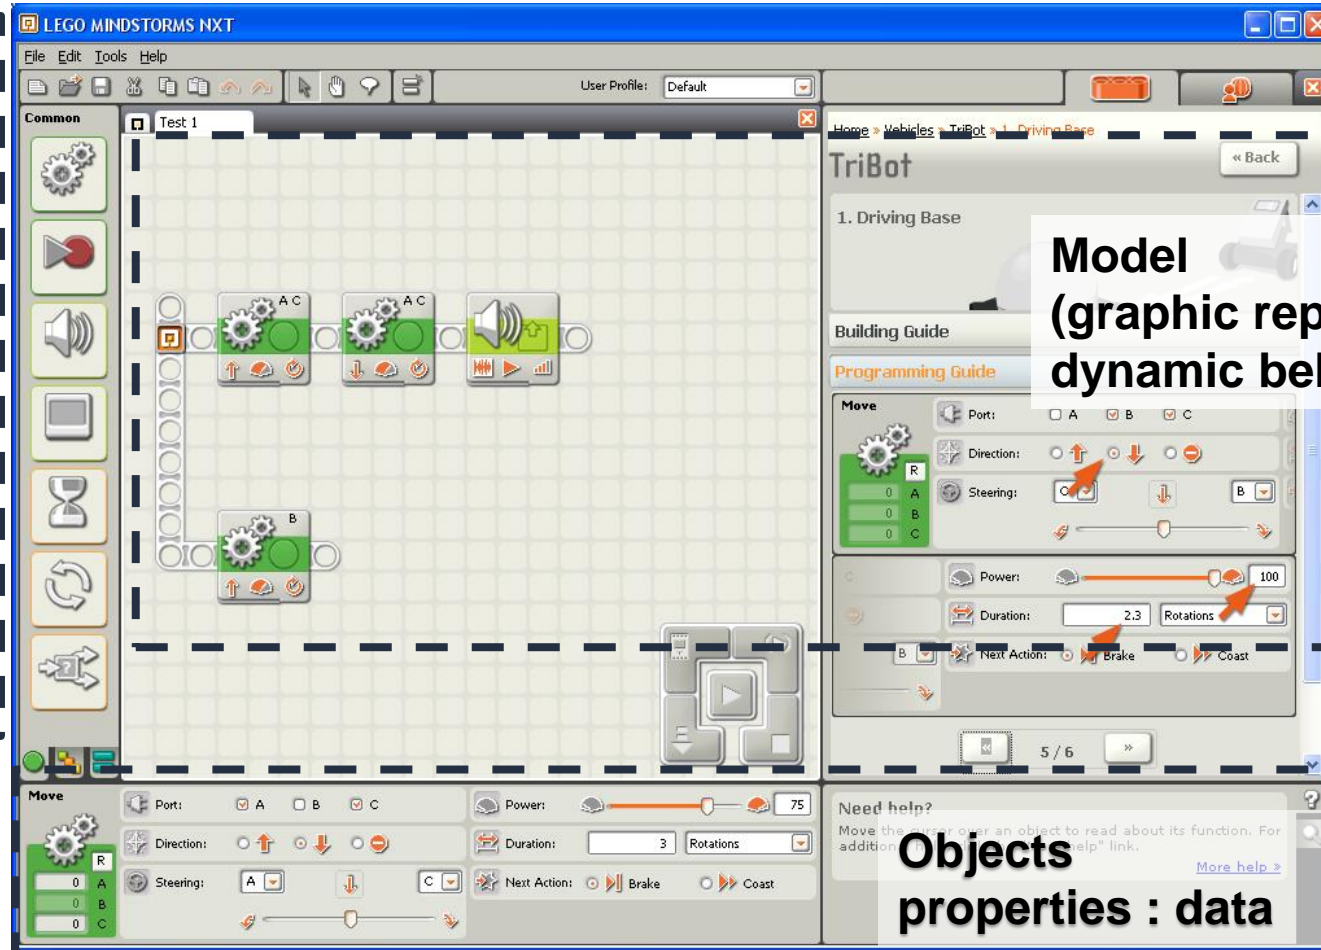 LEGO MINDSTORMS NXT
File Edit Tools Help
User Profile: Default
Common
Test 1
Home » Vehicles » TriBot » 1. Driving Base
TriBot
« Back
1. Driving Base
Model
(graphic rep
dynamic bel
Building Guide
Programming Guide
A C
A C
B
Move
R
0 A
0 B
0 C
Port: A B C
Direction:
Steering: C B
C
Power: 100
Duration: 2.3 Rotations
B Next Action: Brake Coast
5 / 6
Move
R
0 A
0 B
0 C
Port: A B C
Direction:
Steering: A C
Power: 75
Duration: 3 Rotations
Next Action: Brake Coast
Need help?
Move the cursor over an object to read about its function. For
addition help" link.
More help »
Objects
properties : data